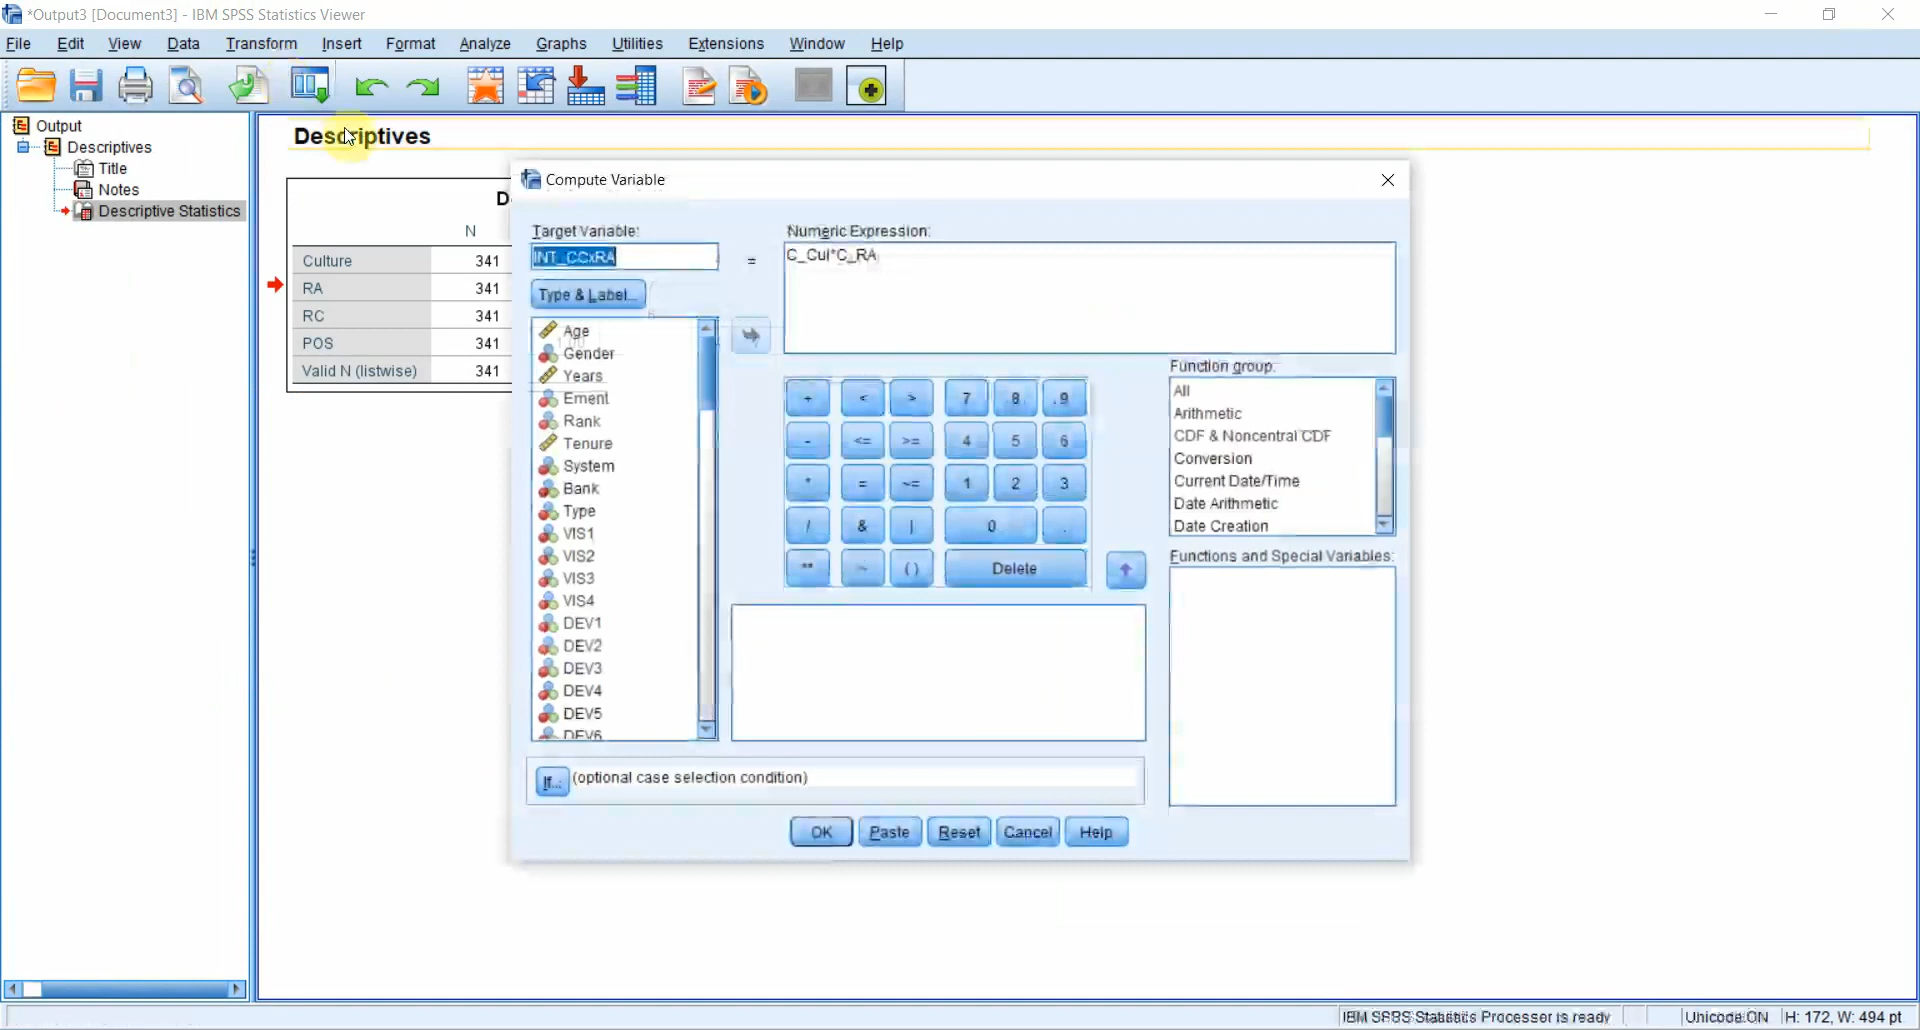 *Output3 [Document3] - IBM SPSS Statistics Viewer
File Edit View Data Transform Insert Format Analyze Graphs Utilities Extensions Window Help
Output
Descriptives
Title
Notes
Descriptive Statistics
Descriptives
N
Culture 341
RA 341
RC 341
POS 341
Valid N (listwise) 341
Compute Variable
Target Variable:
INT_CCxRA
=
Type & Label...
Numeric Expression:
C_Cul*C_RA
Age
Gender
Years
Ement
Rank
Tenure
System
Bank
Type
VIS1
VIS2
VIS3
VIS4
DEV1
DEV2
DEV3
DEV4
DEV5
DEV6
+ < > 7 8 9
- <= >= 4 5 6
* = ~= 1 2 3
/ & | 0 .
** ~ ( ) Delete
Function group:
All
Arithmetic
CDF & Noncentral CDF
Conversion
Current Date/Time
Date Arithmetic
Date Creation
Functions and Special Variables:
If... (optional case selection condition)
OK Paste Reset Cancel Help
IBM SPSS Statistics Processor is ready Unicode:ON H: 172, W: 494 pt